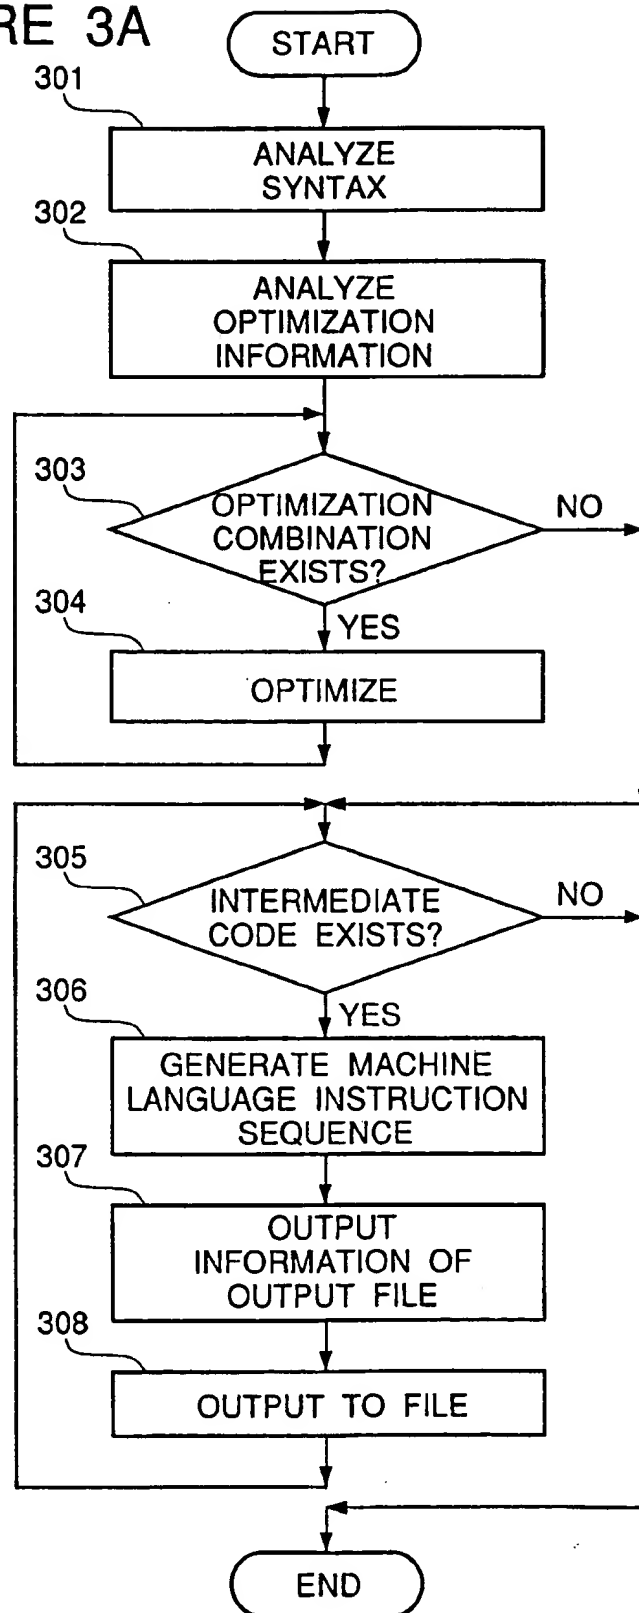 RE 3A
START
301
ANALYZE
SYNTAX
302
ANALYZE
OPTIMIZATION
INFORMATION
303
OPTIMIZATION
COMBINATION
EXISTS?
NO
304
YES
OPTIMIZE
305
INTERMEDIATE
CODE EXISTS?
NO
306
YES
GENERATE MACHINE
LANGUAGE INSTRUCTION
SEQUENCE
307
OUTPUT
INFORMATION OF
OUTPUT FILE
308
OUTPUT TO FILE
END